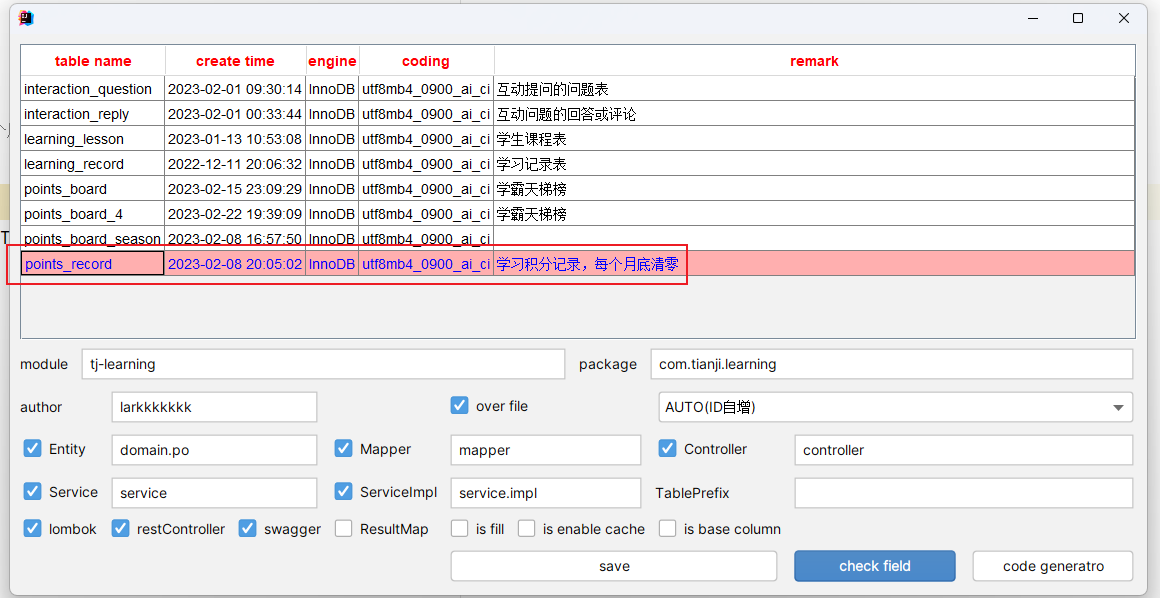 table name create time engine coding remark
interaction_question 2023-02-01 09:30:14 InnoDB utf8mb4_0900_ai_ci 互动提问的问题表
interaction_reply 2023-02-01 00:33:44 InnoDB utf8mb4_0900_ai_ci 互动问题的回答或评论
learning_lesson 2023-01-13 10:53:08 InnoDB utf8mb4_0900_ai_ci 学生课程表
learning_record 2022-12-11 20:06:32 InnoDB utf8mb4_0900_ai_ci 学习记录表
points_board 2023-02-15 23:09:29 InnoDB utf8mb4_0900_ai_ci 学霸天梯榜
points_board_4 2023-02-22 19:39:09 InnoDB utf8mb4_0900_ai_ci 学霸天梯榜
points_board_season 2023-02-08 16:57:50 InnoDB utf8mb4_0900_ai_ci
points_record 2023-02-08 20:05:02 InnoDB utf8mb4_0900_ai_ci 学习积分记录，每个月底清零
module tj-learning package com.tianji.learning
author larkkkkkkk over file AUTO(ID自增)
Entity domain.po Mapper mapper Controller controller
Service service ServiceImpl service.impl TablePrefix
lombok restController swagger ResultMap is fill is enable cache is base column
save check field code generatro